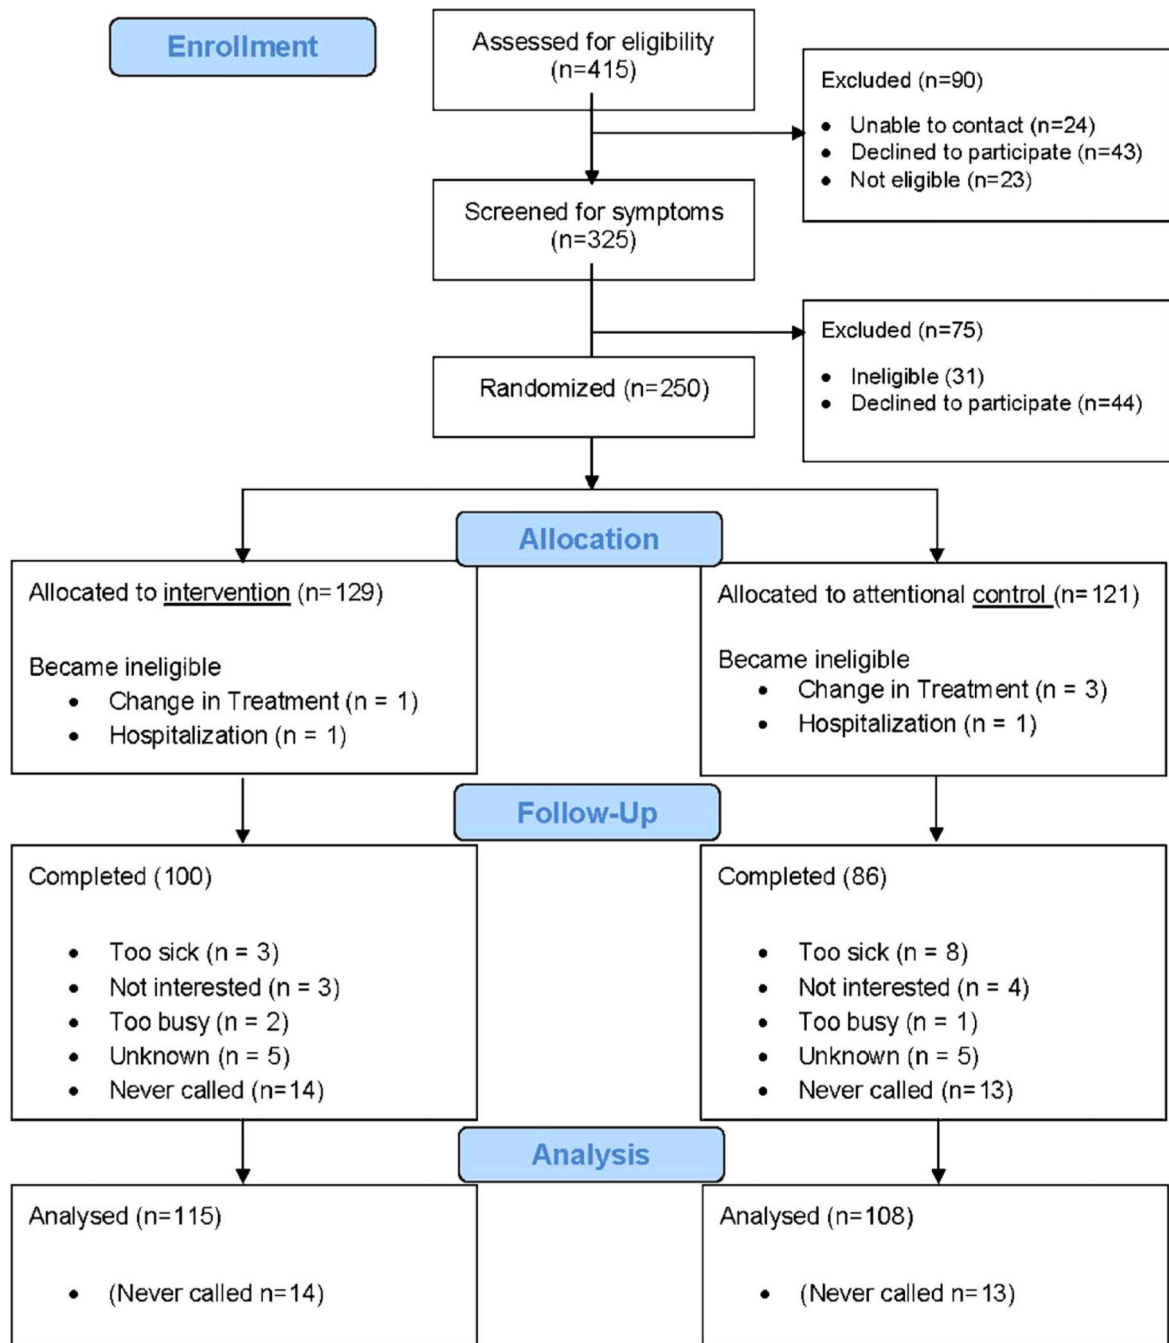 Enrollment
Assessed for eligibility
(n=415)
Excluded (n=90)
• Unable to contact (n=24)
• Declined to participate (n=43)
• Not eligible (n=23)
Screened for symptoms
(n=325)
Excluded (n=75)
• Ineligible (31)
• Declined to participate (n=44)
Randomized (n=250)
Allocation
Allocated to intervention (n=129)
Became ineligible
• Change in Treatment (n = 1)
• Hospitalization (n = 1)
Allocated to attentional control (n=121)
Became ineligible
• Change in Treatment (n = 3)
• Hospitalization (n = 1)
Follow-Up
Completed (100)
• Too sick (n = 3)
• Not interested (n = 3)
• Too busy (n = 2)
• Unknown (n = 5)
• Never called (n=14)
Completed (86)
• Too sick (n = 8)
• Not interested (n = 4)
• Too busy (n = 1)
• Unknown (n = 5)
• Never called (n=13)
Analysis
Analysed (n=115)
• (Never called n=14)
Analysed (n=108)
• (Never called n=13)